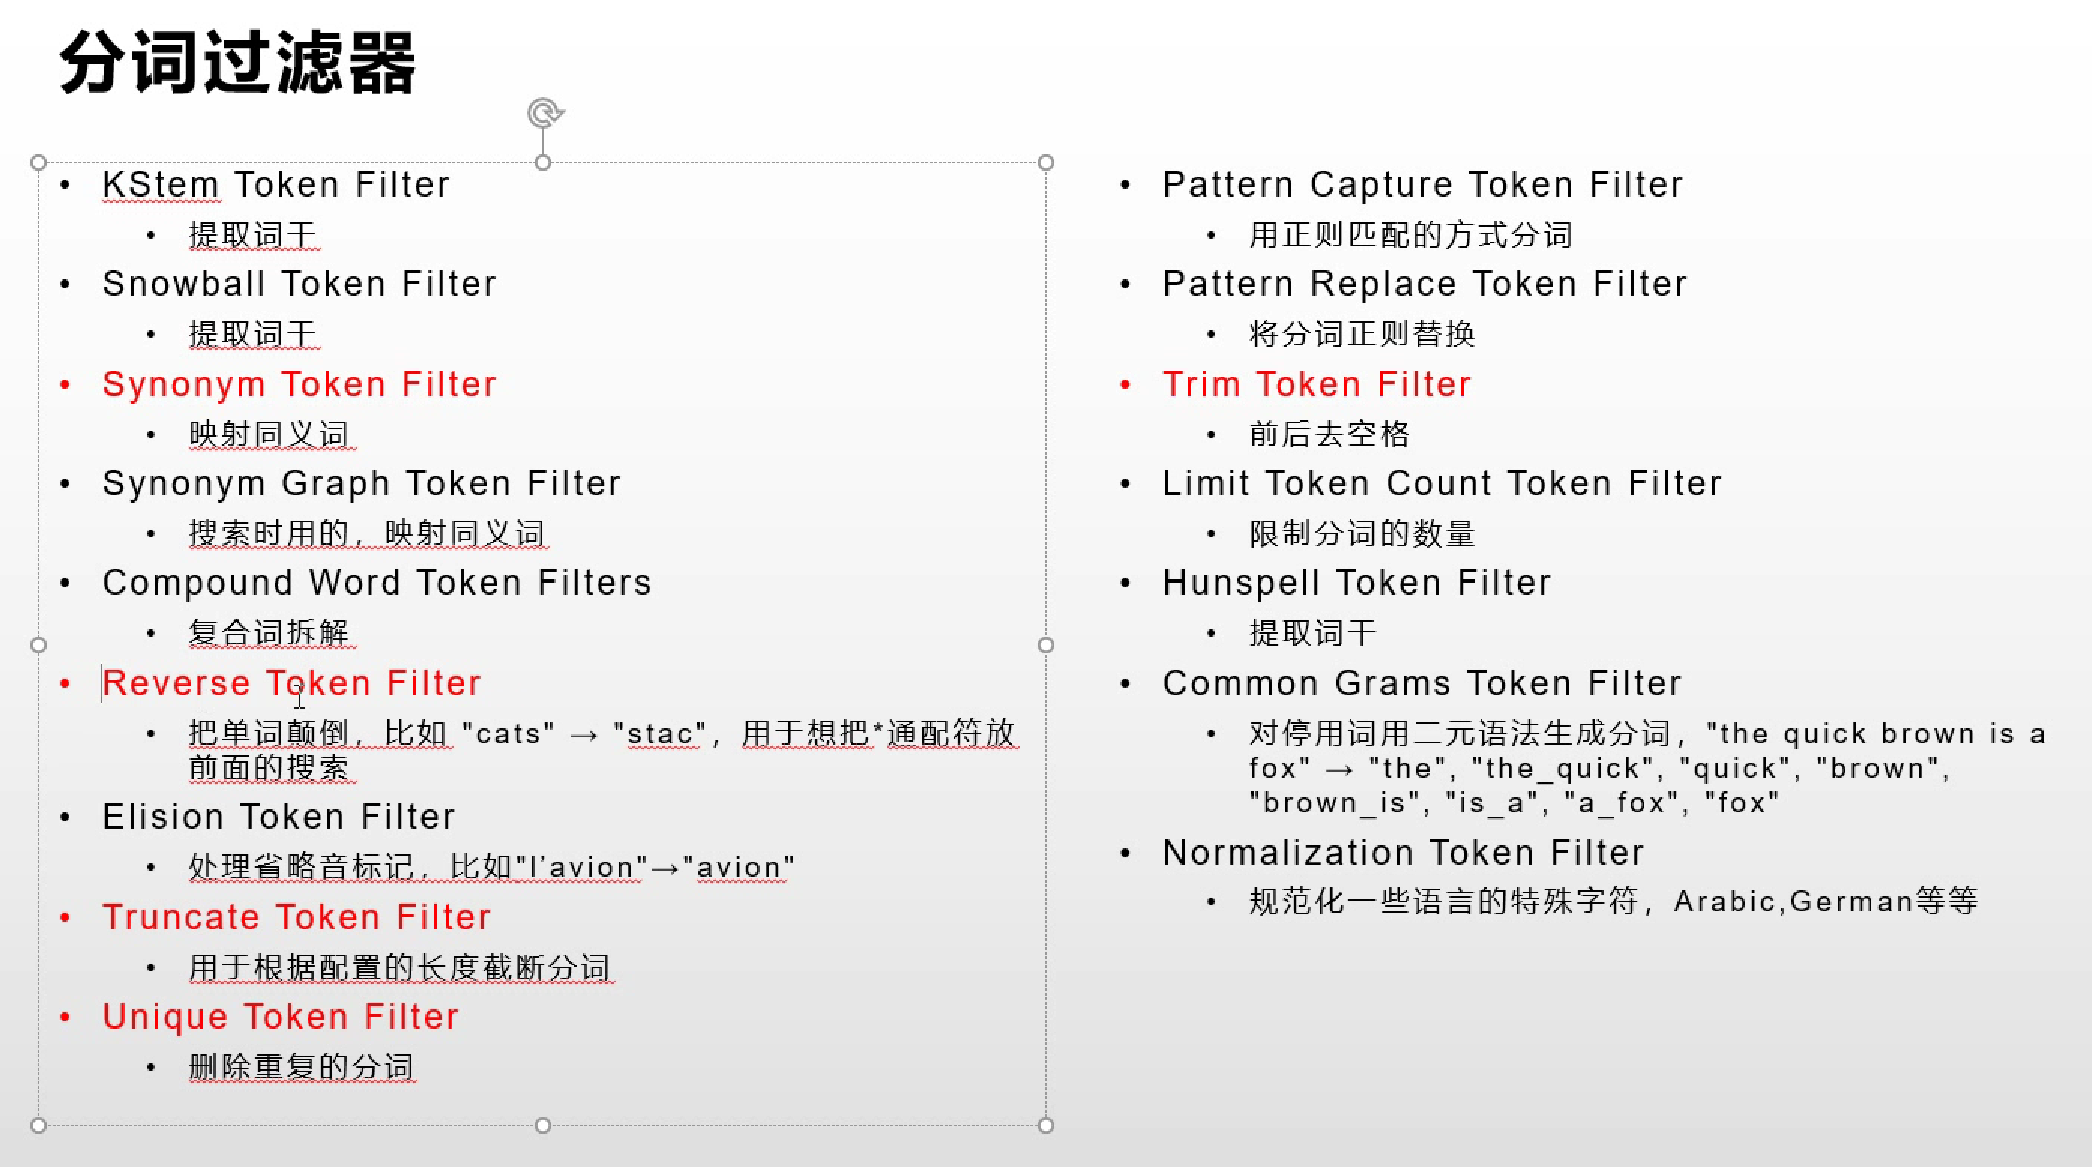 分词过滤器
• KStem Token Filter
• 提取词干
• Snowball Token Filter
• 提取词干
• Synonym Token Filter
• 映射同义词
• Synonym Graph Token Filter
• 搜索时用的，映射同义词
• Compound Word Token Filters
• 复合词拆解
• Reverse Token Filter
• 把单词颠倒，比如 "cats" → "stac"，用于想把*通配符放
前面的搜索
• Elision Token Filter
• 处理省略音标记，比如"l'avion"→"avion"
• Truncate Token Filter
• 用于根据配置的长度截断分词
• Unique Token Filter
• 删除重复的分词
• Pattern Capture Token Filter
• 用正则匹配的方式分词
• Pattern Replace Token Filter
• 将分词正则替换
• Trim Token Filter
• 前后去空格
• Limit Token Count Token Filter
• 限制分词的数量
• Hunspell Token Filter
• 提取词干
• Common Grams Token Filter
• 对停用词用二元语法生成分词，"the quick brown is a
fox" → "the", "the_quick", "quick", "brown",
"brown_is", "is_a", "a_fox", "fox"
• Normalization Token Filter
• 规范化一些语言的特殊字符，Arabic,German等等